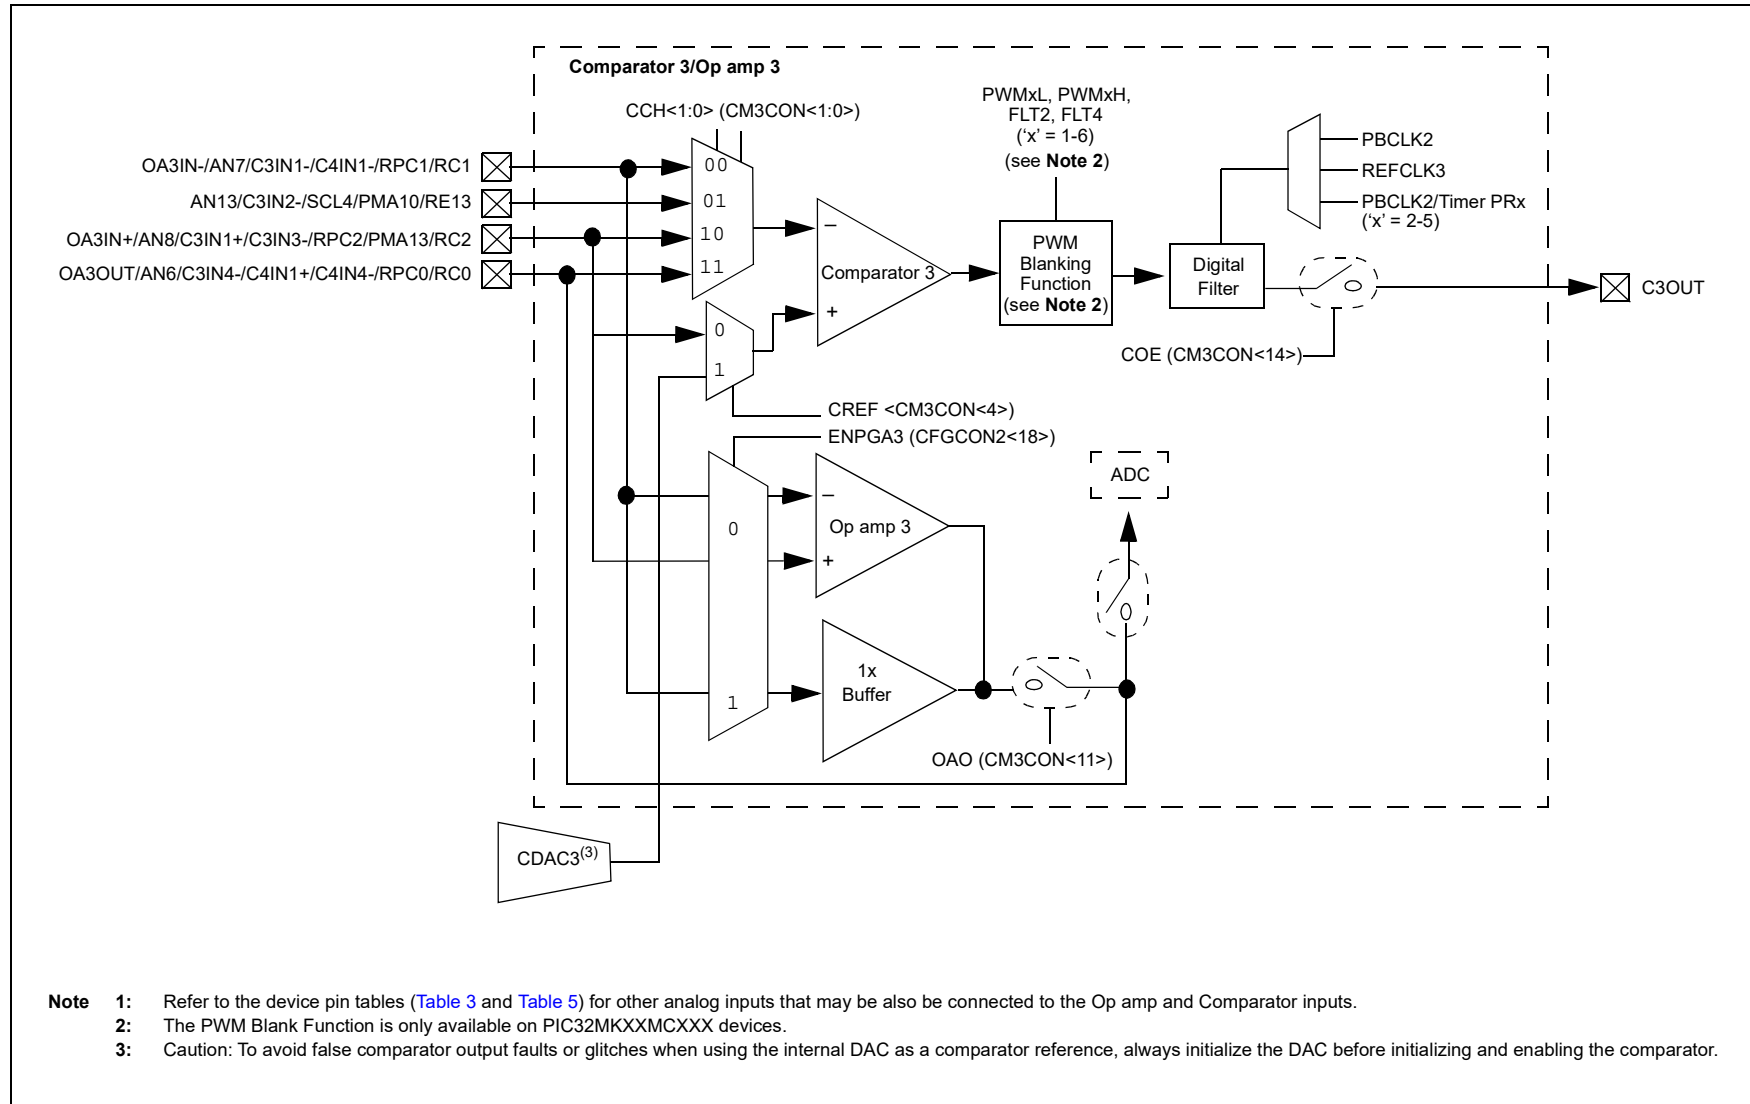 Comparator 3/Op amp 3
CCH<1:0> (CM3CON<1:0>)
PWMxL, PWMxH,
FLT2, FLT4
(‘x’ = 1-6)
(see Note 2)
PBCLK2
REFCLK3
PBCLK2/Timer PRx
(‘x’ = 2-5)
OA3IN-/AN7/C3IN1-/C4IN1-/RPC1/RC1
AN13/C3IN2-/SCL4/PMA10/RE13
OA3IN+/AN8/C3IN1+/C3IN3-/RPC2/PMA13/RC2
OA3OUT/AN6/C3IN4-/C4IN1+/C4IN4-/RPC0/RC0
00
01
10
11
–
Comparator 3
+
0
1
PWM
Blanking
Function
(see Note 2)
Digital
Filter
C3OUT
COE (CM3CON<14>)
CREF <CM3CON<4>)
ENPGA3 (CFGCON2<18>)
0
1
–
Op amp 3
+
ADC
1x
Buffer
OAO (CM3CON<11>)
CDAC3(3)
Note 1: Refer to the device pin tables (Table 3 and Table 5) for other analog inputs that may be also be connected to the Op amp and Comparator inputs.
2: The PWM Blank Function is only available on PIC32MKXXMCXXX devices.
3: Caution: To avoid false comparator output faults or glitches when using the internal DAC as a comparator reference, always initialize the DAC before initializing and enabling the comparator.